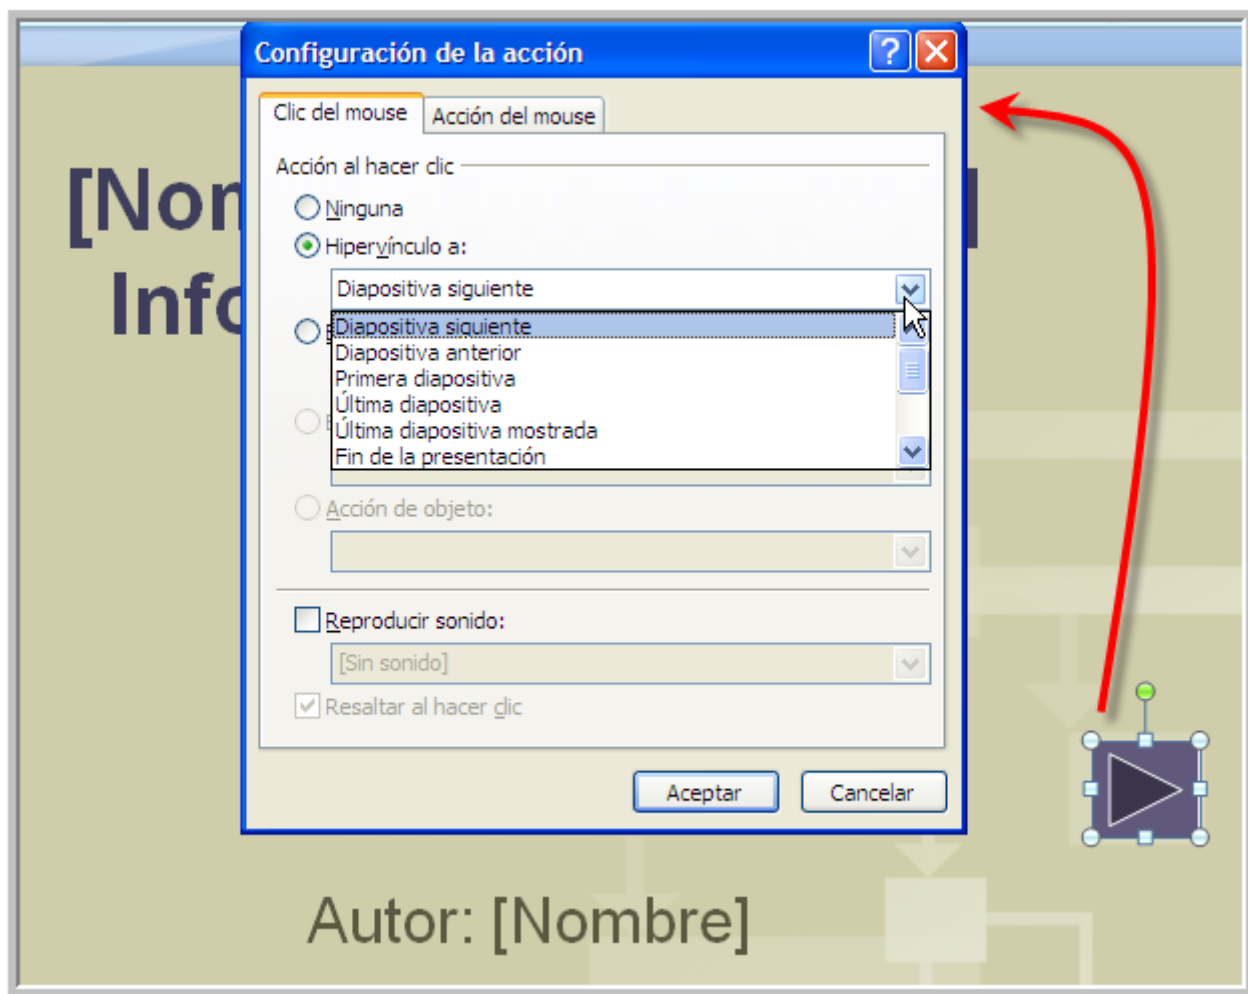 Configuración de la acción
Clic del mouse
Acción del mouse
Acción al hacer clic
Ninguna
Hipervínculo a:
Diapositiva siguiente
Diapositiva siguiente
Diapositiva anterior
Primera diapositiva
Última diapositiva
Última diapositiva mostrada
Fin de la presentación
Acción de objeto:
Reproducir sonido:
[Sin sonido]
Resaltar al hacer clic
Aceptar
Cancelar
Autor: [Nombre]